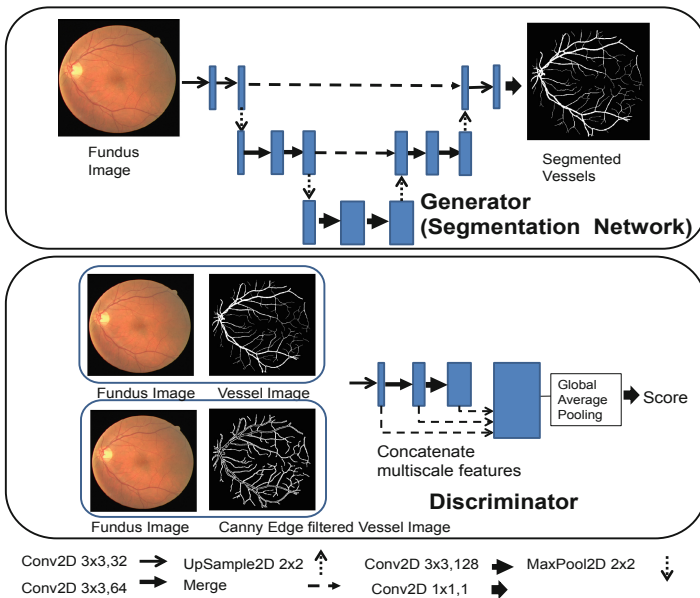 Fundus
Image
Segmented
Vessels
Generator
(Segmentation Network)
Fundus Image
Vessel Image
Fundus Image
Canny Edge filtered Vessel Image
Concatenate
multiscale features
Global
Average
Pooling
Score
Discriminator
Conv2D 3x3,32
UpSample2D 2x2
Conv2D 3x3,128
MaxPool2D 2x2
Conv2D 3x3,64
Merge
Conv2D 1x1,1